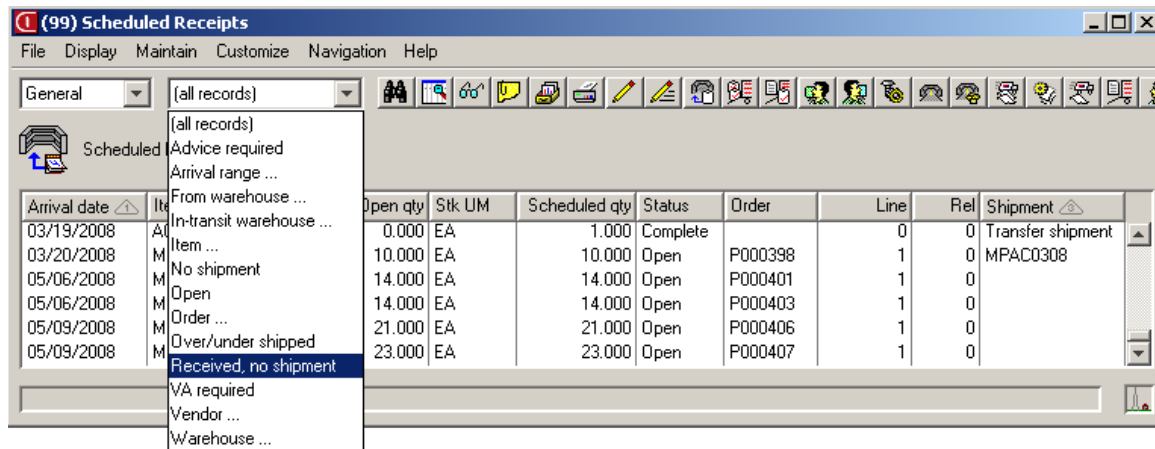 (99) Scheduled Receipts
File Display Maintain Customize Navigation Help
General (all records)
(all records)
Scheduled Advice required
Arrival range ...
From warehouse ...
Arrival date Open qty Stk UM Scheduled qty Status Order Line Rel Shipment
In-transit warehouse ...
03/19/2008 0.000 EA 1.000 Complete 0 0 Transfer shipment
Item ...
03/20/2008 M 10.000 EA 10.000 Open P000398 1 0 MPAC0308
No shipment
05/06/2008 M 14.000 EA 14.000 Open P000401 1 0
Open
05/06/2008 M 14.000 EA 14.000 Open P000403 1 0
Order ...
05/09/2008 M 21.000 EA 21.000 Open P000406 1 0
Over/under shipped
05/09/2008 M 23.000 EA 23.000 Open P000407 1 0
Received, no shipment
VA required
Vendor ...
Warehouse ...